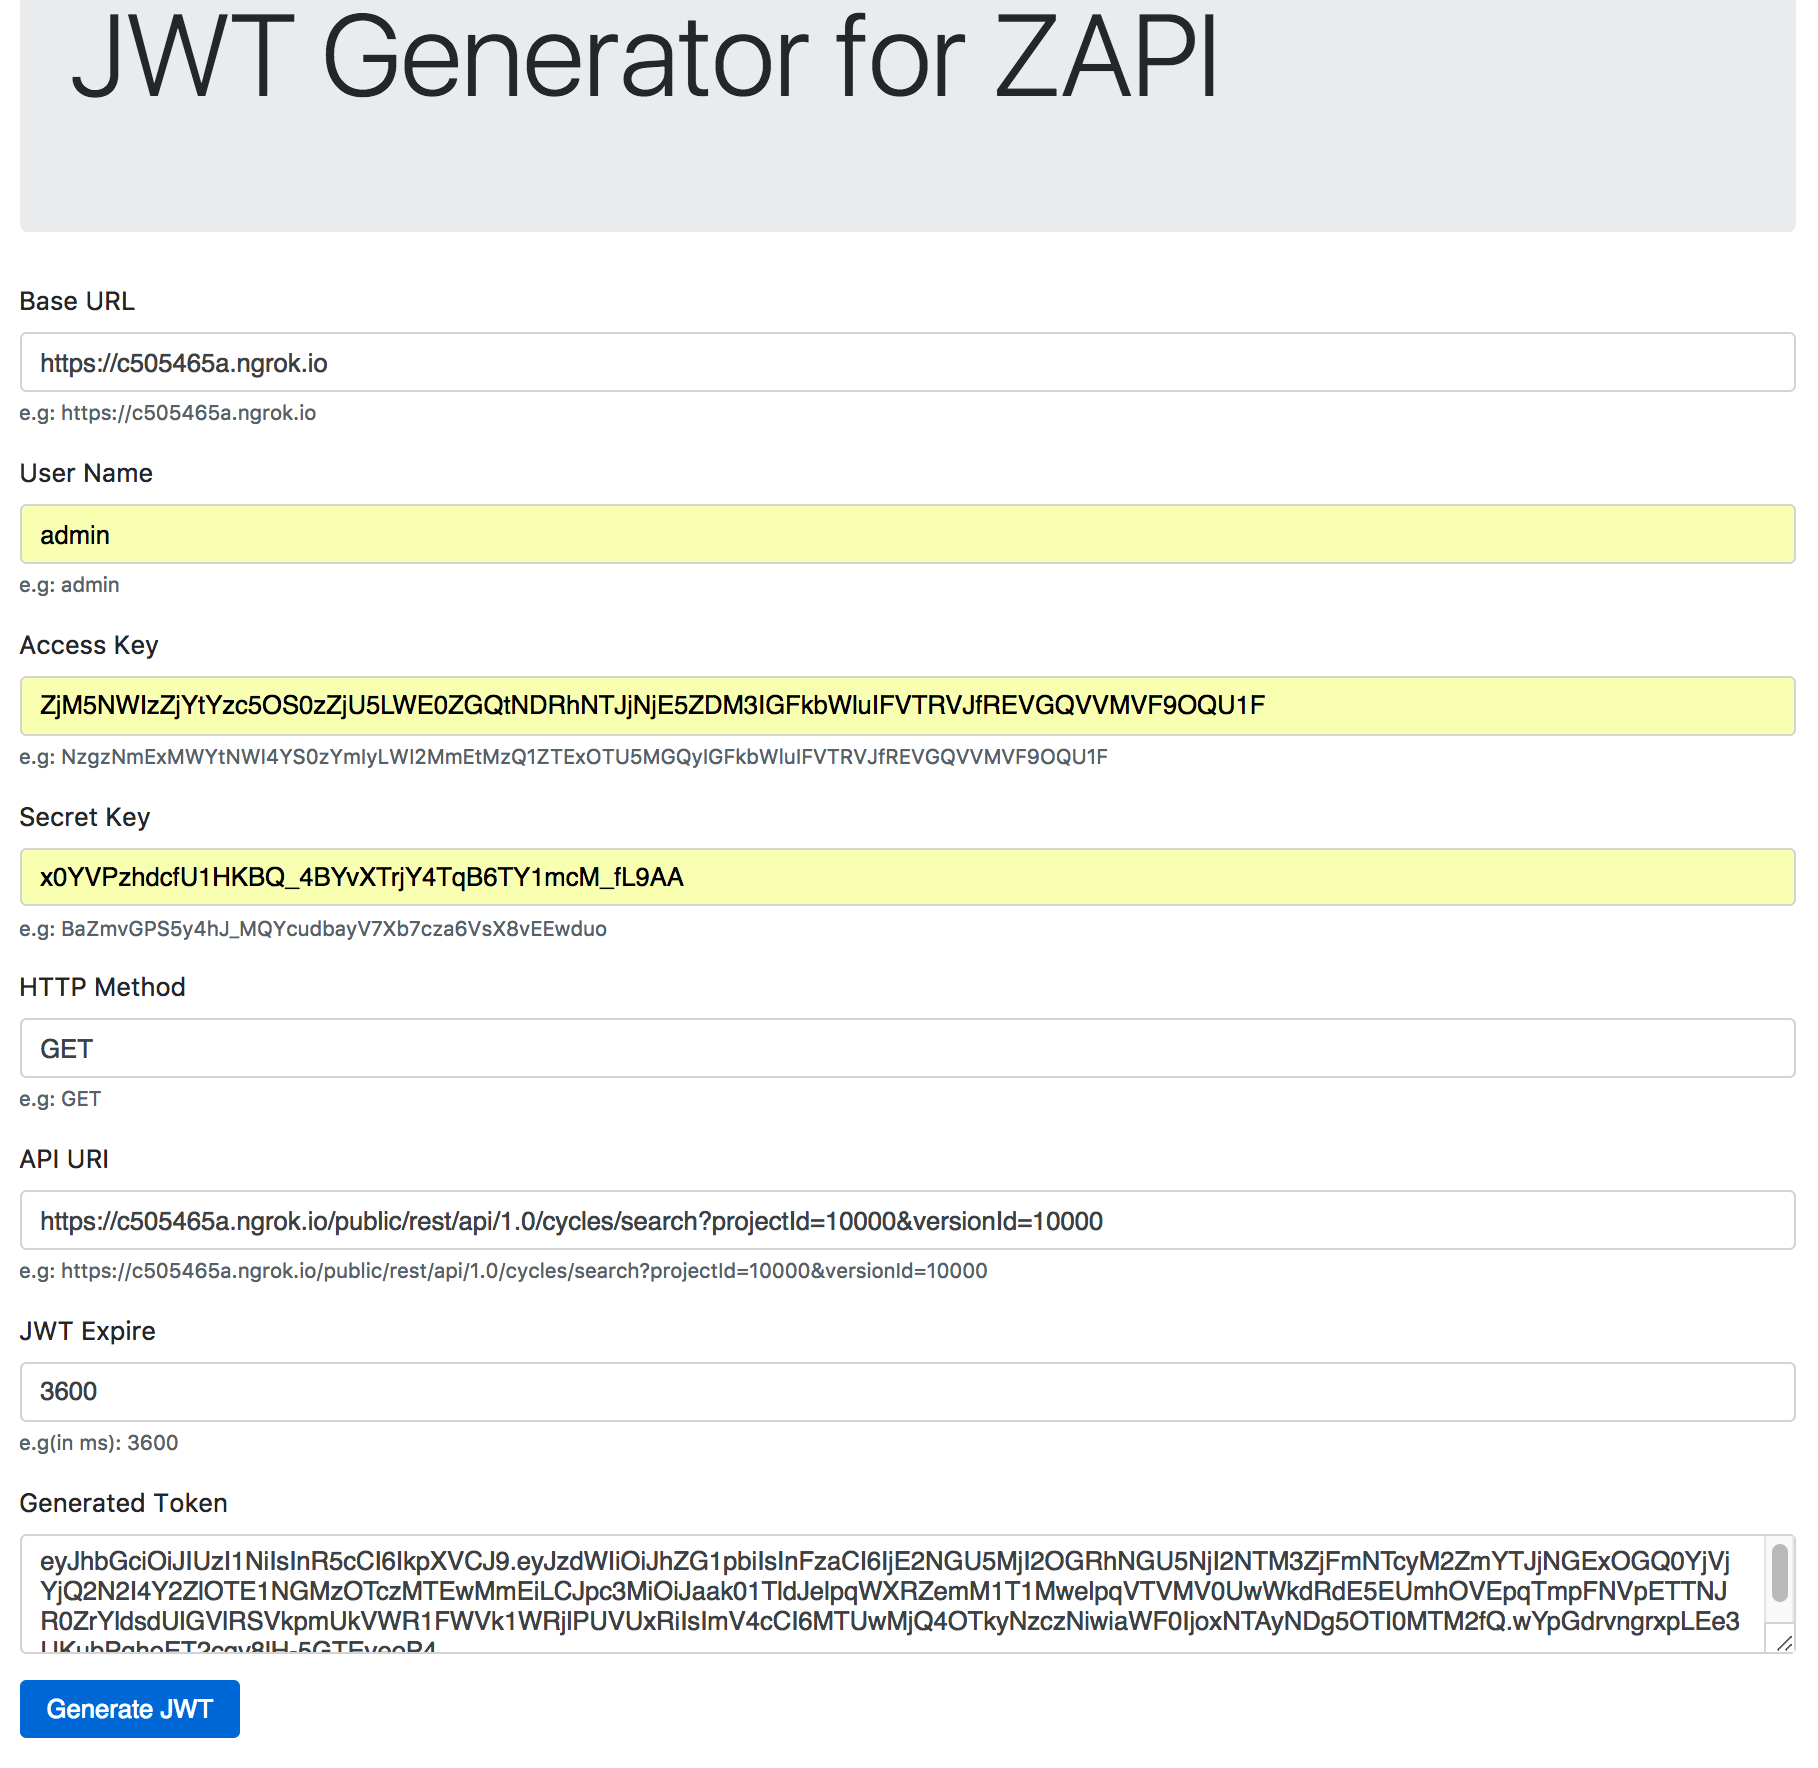 JWT Generator for ZAPI
Base URL
https://c505465a.ngrok.io
e.g: https://c505465a.ngrok.io
User Name
admin
e.g: admin
Access Key
ZjM5NWIzZjYtYzc5OS0zZjU5LWE0ZGQtNDRhNTJjNjE5ZDM3IGFkbWluIFVTRVJfREVGQVVMVF9OQU1F
e.g: NzgzNmExMWYtNWI4YS0zYmIyLWI2MmEtMzQ1ZTExOTU5MGQyIGFkbWluIFVTRVJfREVGQVVMVF9OQU1F
Secret Key
x0YVPzhdcfU1HKBQ_4BYvXTrjY4TqB6TY1mcM_fL9AA
e.g: BaZmvGPS5y4hJ_MQYcudbayV7Xb7cza6VsX8vEEwduo
HTTP Method
GET
e.g: GET
API URI
https://c505465a.ngrok.io/public/rest/api/1.0/cycles/search?projectId=10000&versionId=10000
e.g: https://c505465a.ngrok.io/public/rest/api/1.0/cycles/search?projectId=10000&versionId=10000
JWT Expire
3600
e.g(in ms): 3600
Generated Token
eyJhbGciOiJIUzI1NiIsInR5cCI6IkpXVCJ9.eyJzdWIiOiJhZG1pbiIsInFzaCI6IjE2NGU5MjI2OGRhNGU5NjI2NTM3ZjFmNTcyM2ZmYTJjNGExOGQ0YjVj
YjQ2N2I4Y2ZlOTE1NGMzOTczMTEwMmEiLCJpc3MiOiJaak01TldJelpqWXRZemM1T1MwelpqVTVMV0UwWkdRdE5EUmhOVEpqTmpFNVpETTNJ
R0ZrYldsdUlGVlRSVkpmUkVWR1FWVk1WRjlPUVUxRiIsImV4cCI6MTUwMjQ4OTkyNzczNiwiaWF0IjoxNTAyNDg5OTI0MTM2fQ.wYpGdrvngrxpLEe3
Generate JWT